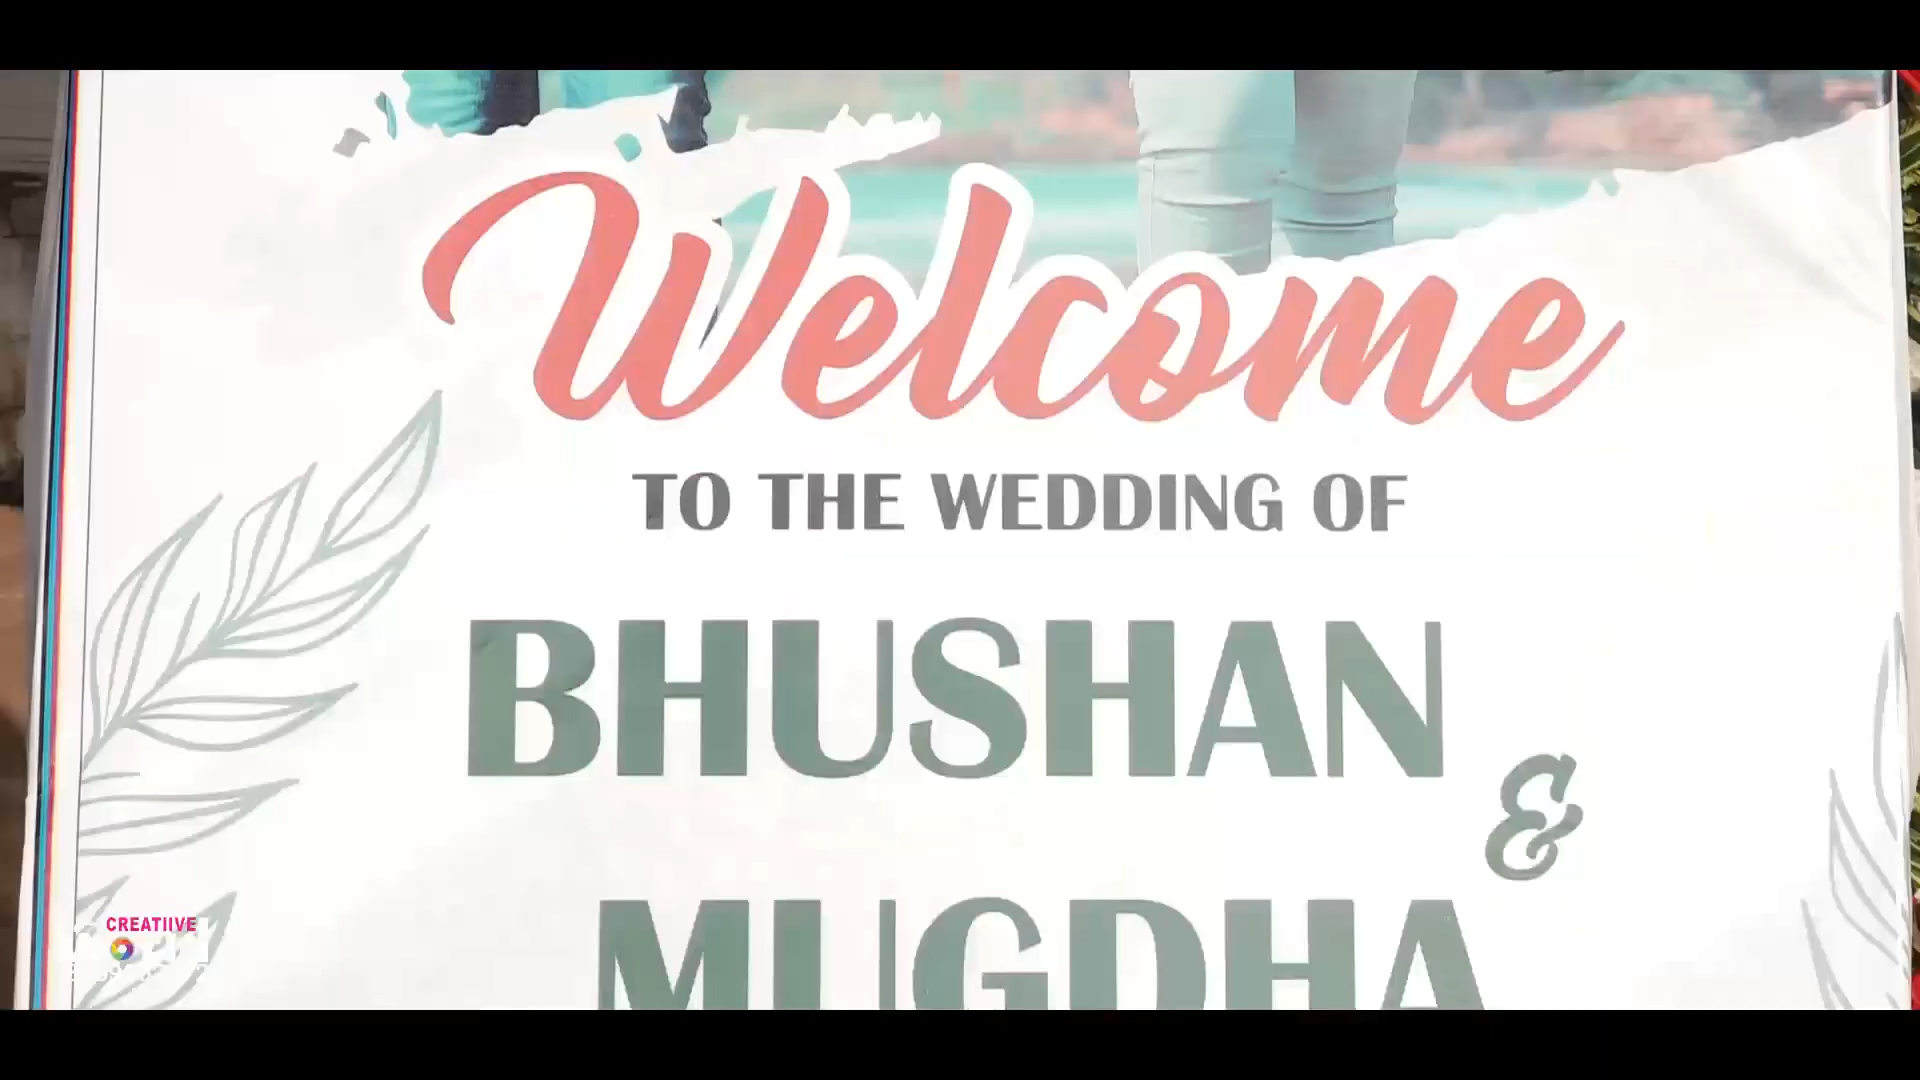 Welcome
TO THE WEDDING OF
BHUSHAN
&
MUGDHA
CREATIIVE